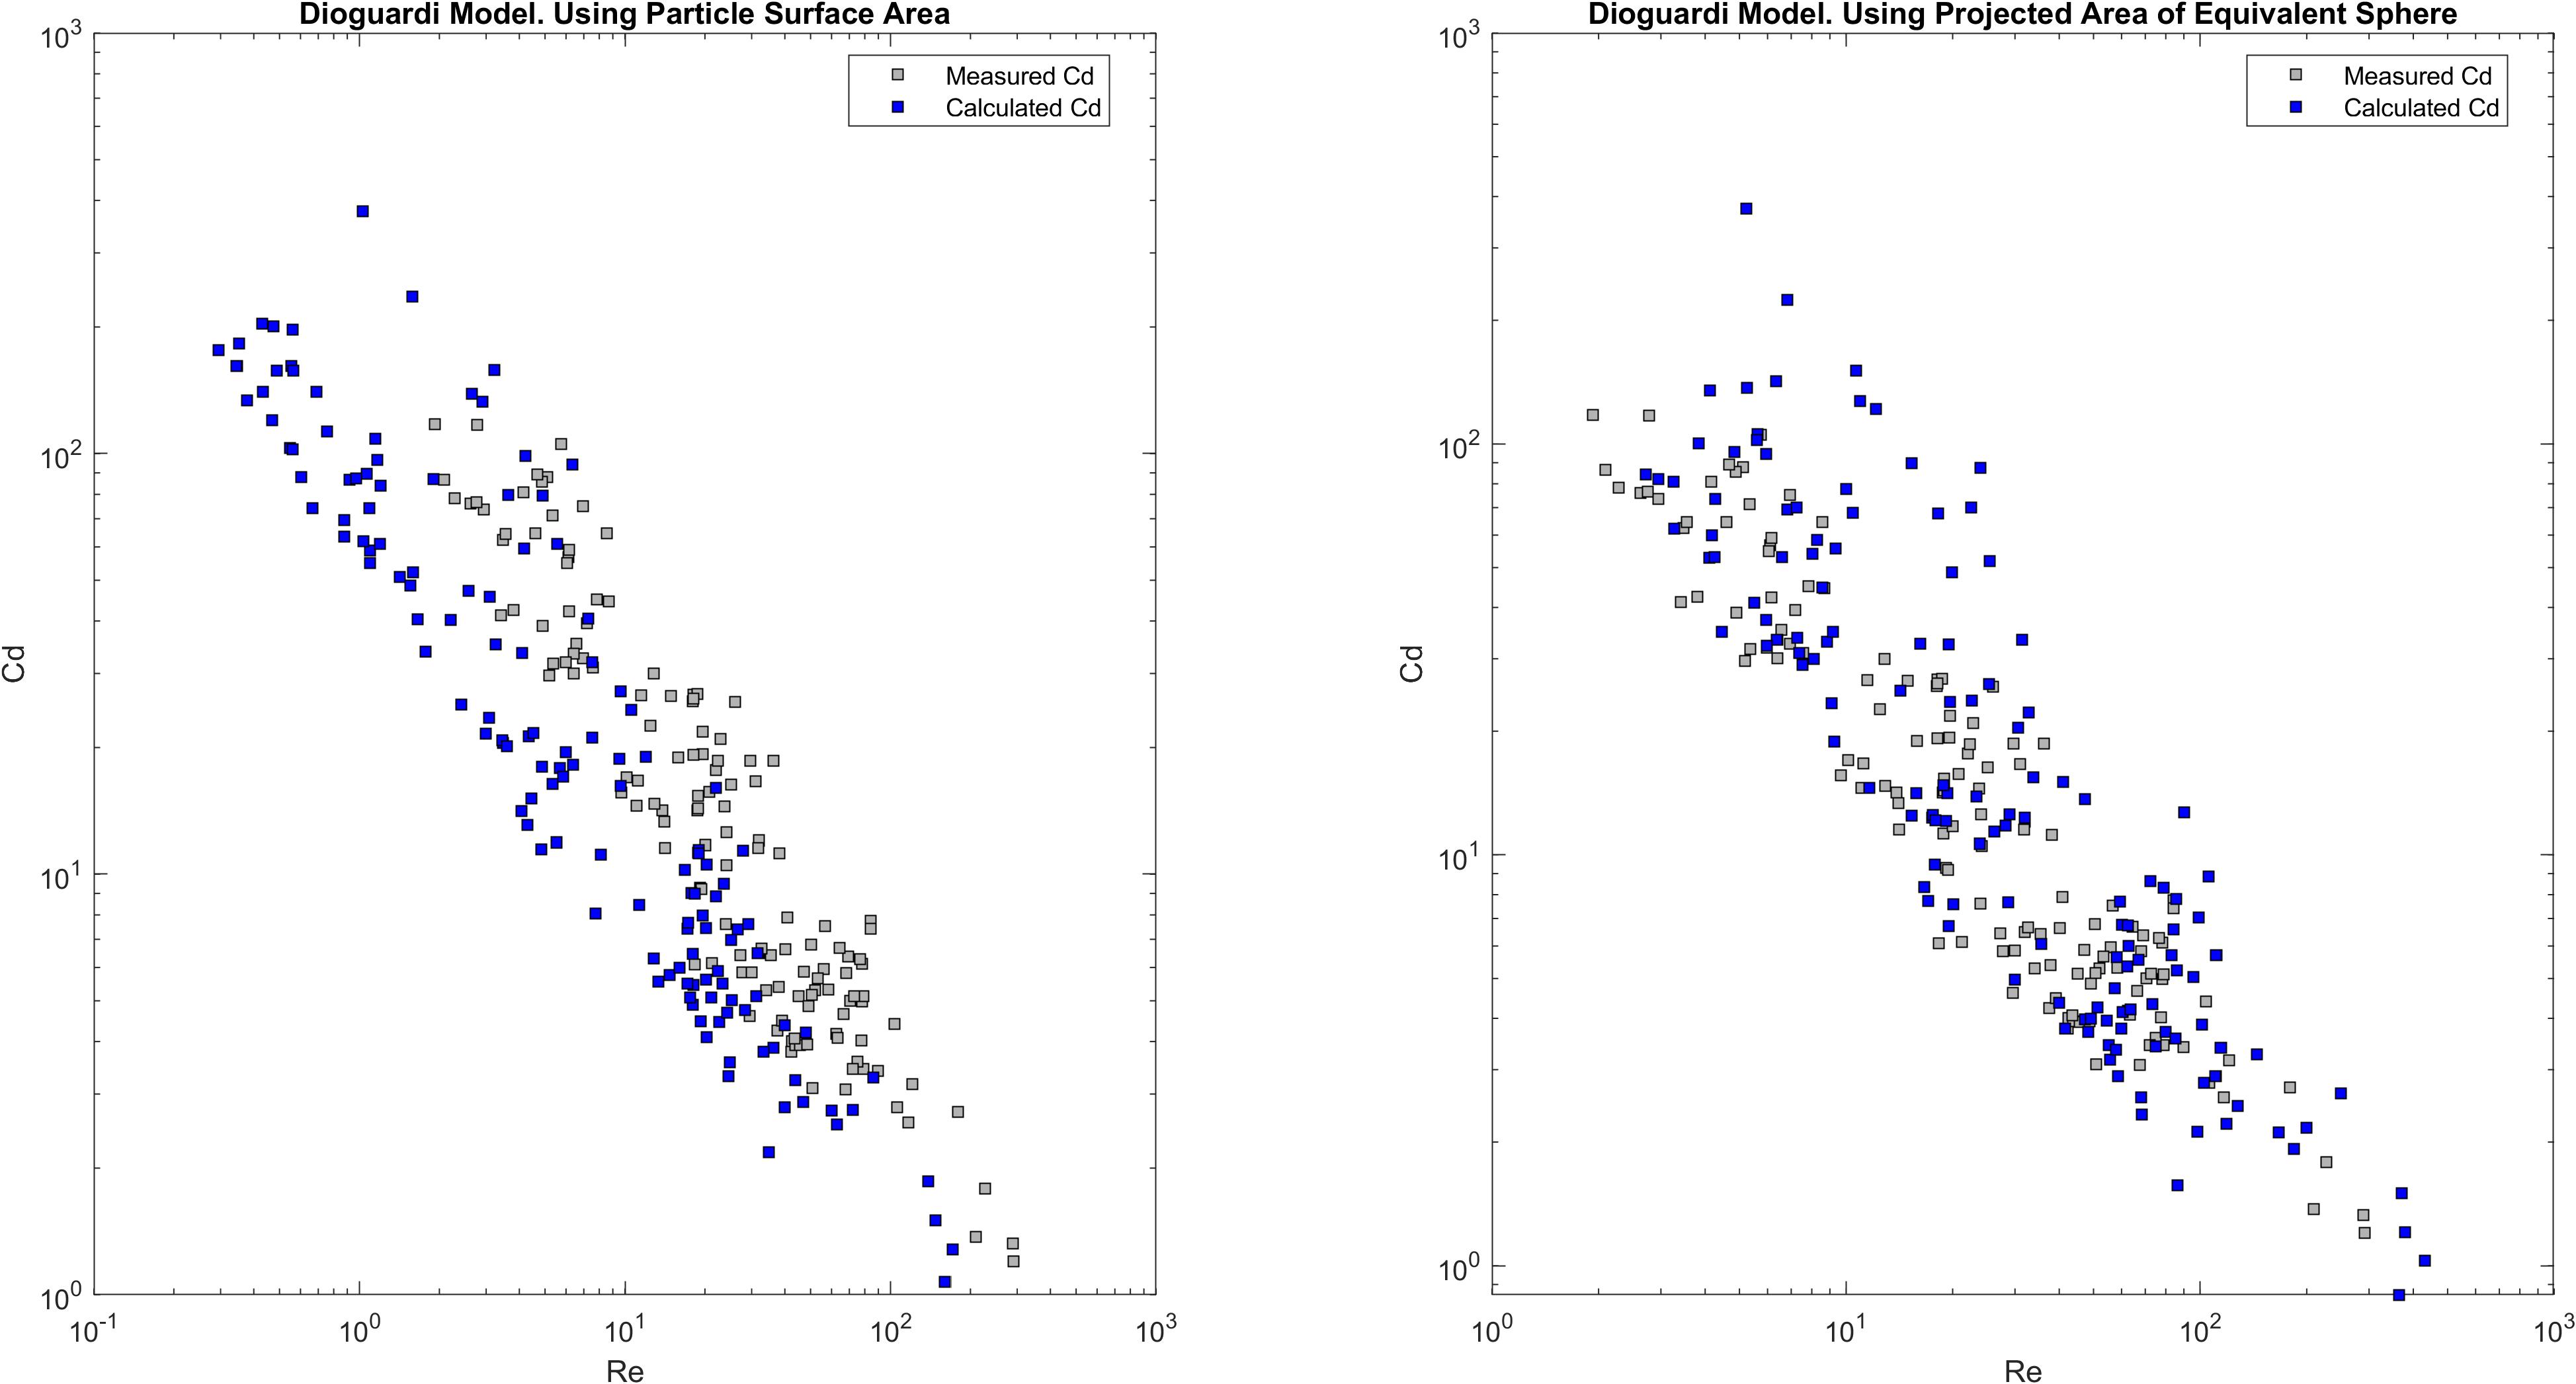 Dioguardi Model. Using Particle Surface Area
10^3
Measured Cd
Calculated Cd
10^2
Cd
10^1
10^0
10^-1
10^0
10^1
10^2
10^3
Re
Dioguardi Model. Using Projected Area of Equivalent Sphere
10^3
Measured Cd
Calculated Cd
10^2
Cd
10^1
10^0
10^0
10^1
10^2
10^3
Re